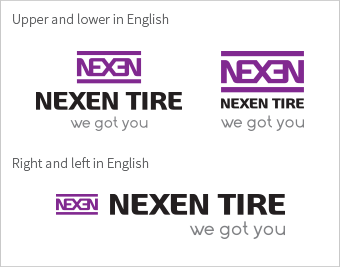 Upper and lower in English
NEXEN
NEXEN TIRE
we got you
NEXEN
NEXEN TIRE
we got you
Right and left in English
NEXEN NEXEN TIRE
we got you